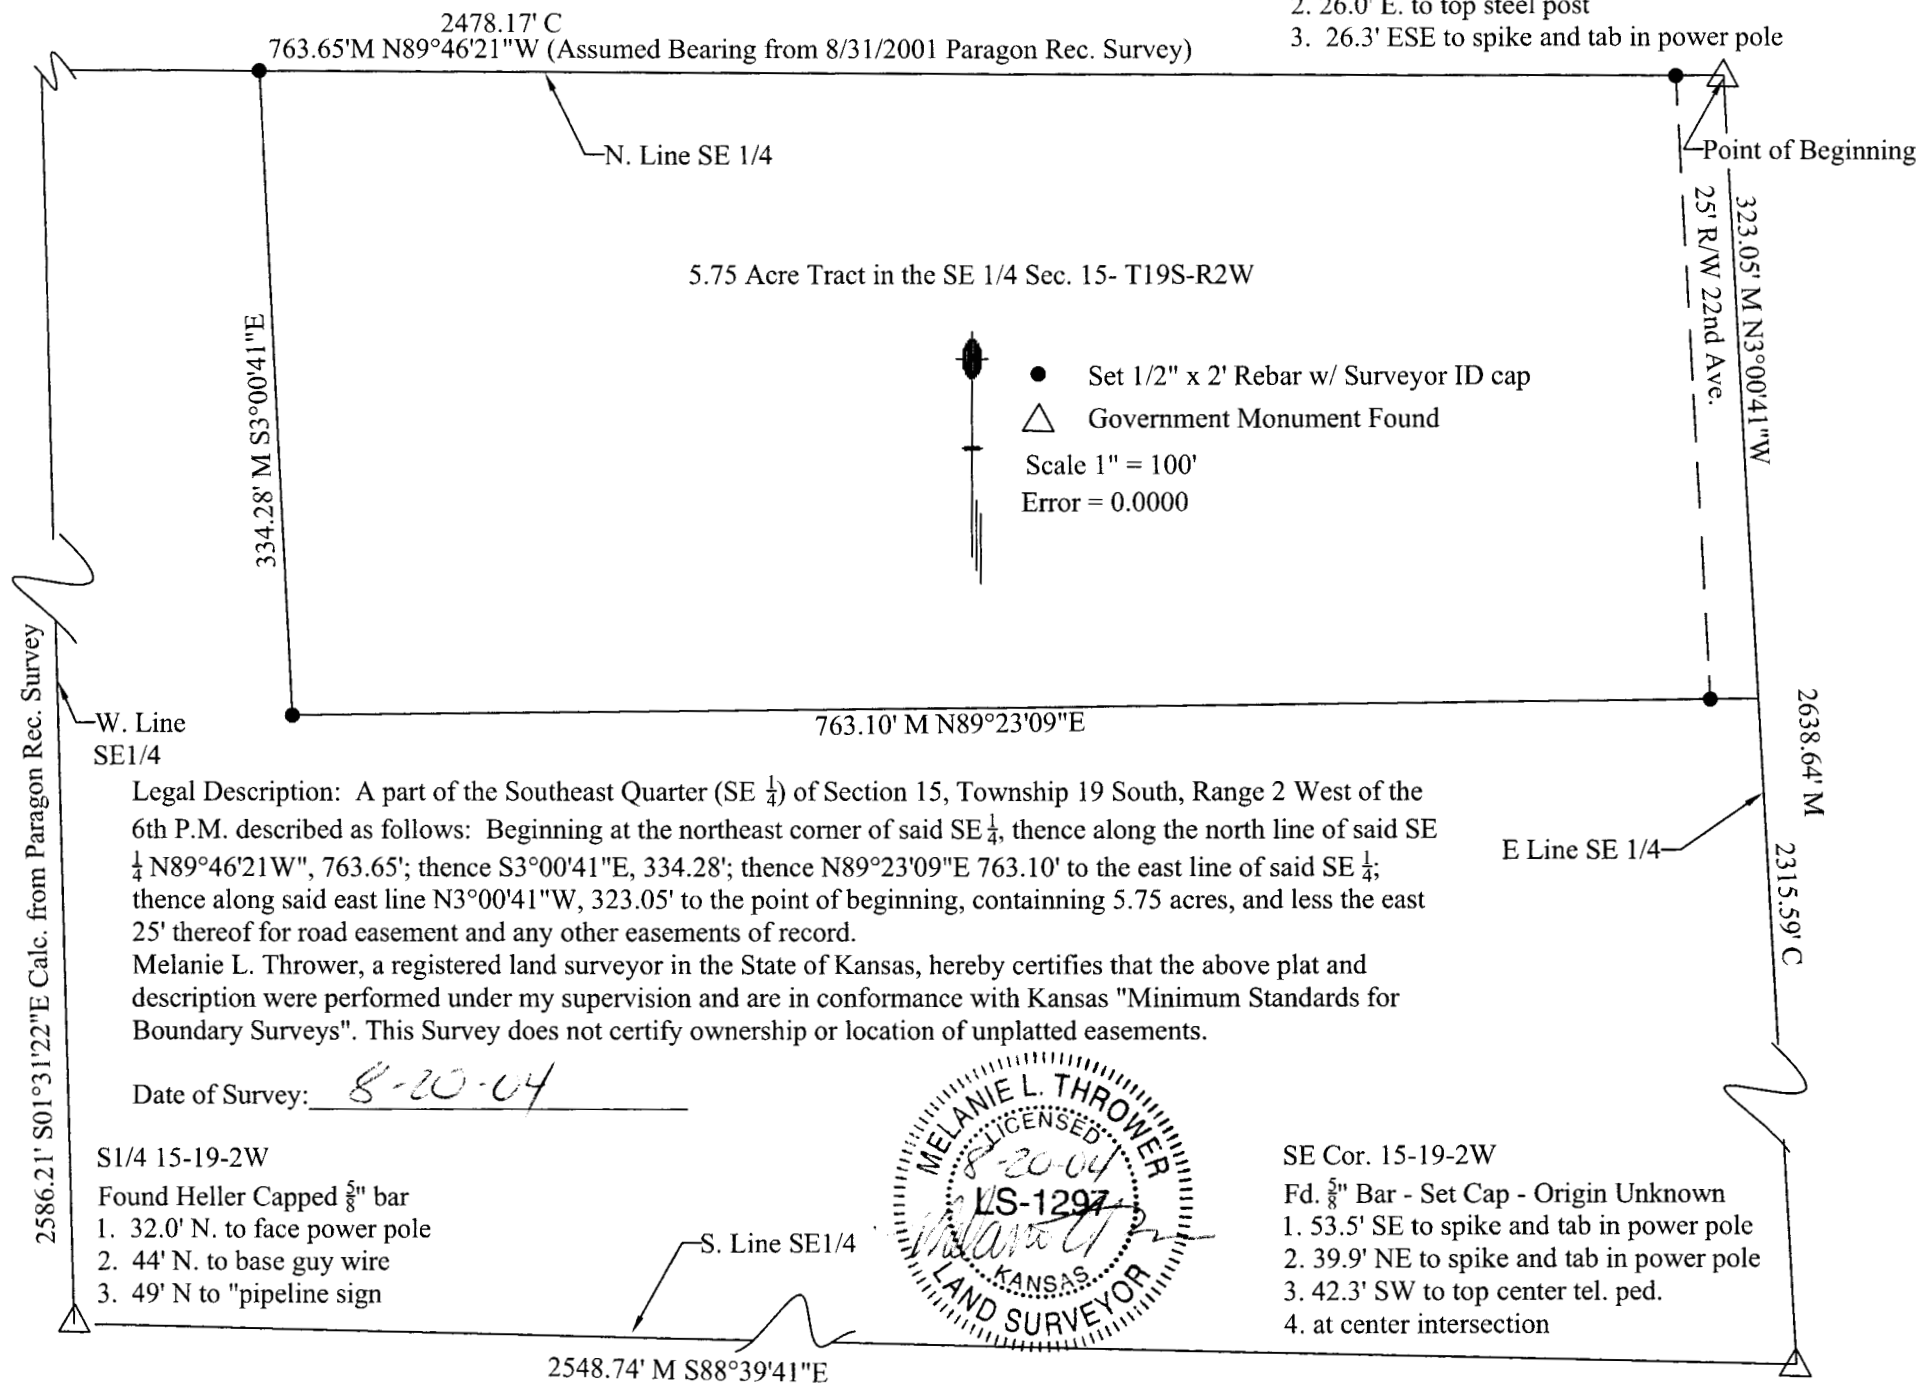 2. 26.0' E. to top steel post
3. 26.3' ESE to spike and tab in power pole
2478.17' C
763.65'M N89°46'21"W (Assumed Bearing from 8/31/2001 Paragon Rec. Survey)
N. Line SE 1/4
Point of Beginning
25' R/W 22nd Ave.
323.05' M N3°00'41"W
5.75 Acre Tract in the SE 1/4 Sec. 15- T19S-R2W
334.28' M S3°00'41"E
Set 1/2" x 2' Rebar w/ Surveyor ID cap
Government Monument Found
Scale 1" = 100'
Error = 0.0000
W. Line
SE1/4
763.10' M N89°23'09"E
2638.64' M
2586.21' S01°31'22"E Calc. from Paragon Rec. Survey
Legal Description: A part of the Southeast Quarter (SE 1/4) of Section 15, Township 19 South, Range 2 West of the
6th P.M. described as follows: Beginning at the northeast corner of said SE 1/4, thence along the north line of said SE
1/4 N89°46'21W", 763.65'; thence S3°00'41"E, 334.28'; thence N89°23'09"E 763.10' to the east line of said SE 1/4;
thence along said east line N3°00'41"W, 323.05' to the point of beginning, containning 5.75 acres, and less the east
25' thereof for road easement and any other easements of record.
Melanie L. Thrower, a registered land surveyor in the State of Kansas, hereby certifies that the above plat and
description were performed under my supervision and are in conformance with Kansas "Minimum Standards for
Boundary Surveys". This Survey does not certify ownership or location of unplatted easements.
E Line SE 1/4
2315.59' C
Date of Survey: 8-20-04
MELANIE L. THROWER
LICENSED
8-20-04
LS-1297
KANSAS
LAND SURVEYOR
S1/4 15-19-2W
Found Heller Capped 5/8" bar
1. 32.0' N. to face power pole
2. 44' N. to base guy wire
3. 49' N to "pipeline sign
S. Line SE1/4
SE Cor. 15-19-2W
Fd. 5/8" Bar - Set Cap - Origin Unknown
1. 53.5' SE to spike and tab in power pole
2. 39.9' NE to spike and tab in power pole
3. 42.3' SW to top center tel. ped.
4. at center intersection
2548.74' M S88°39'41"E